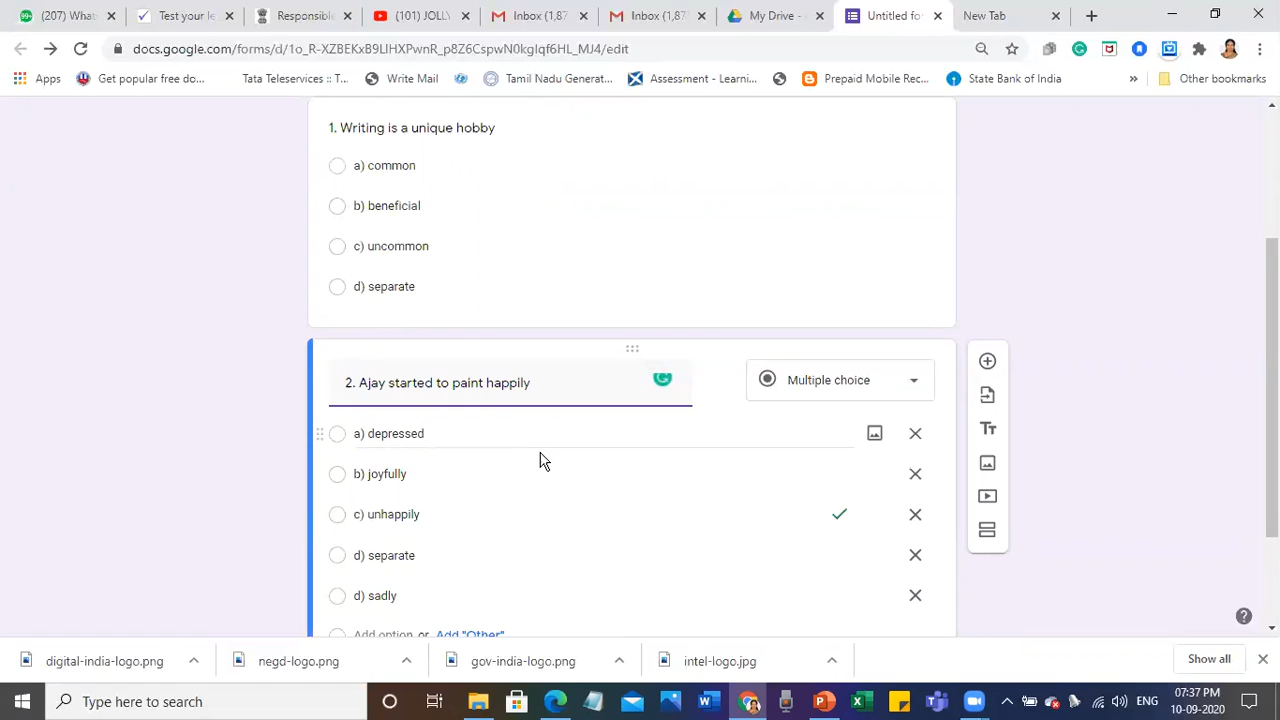 (207) Whats
Test your le
Responsible
(101) JOLLY
Inbox (1,87
Inbox (1,87
My Drive -
Untitled fo
New Tab
docs.google.com/forms/d/1o_R-XZBEKxB9LlHXPwnR_p8Z6CspwN0kgIqf6HL_MJ4/edit
Apps
Get popular free do...
Tata Teleservices :: T...
Write Mail
Tamil Nadu Generat...
Assessment - Learni...
Prepaid Mobile Rec...
State Bank of India
»
Other bookmarks
1. Writing is a unique hobby
a) common
b) beneficial
c) uncommon
d) separate
2. Ajay started to paint happily
Multiple choice
a) depressed
b) joyfully
c) unhappily
d) separate
d) sadly
Add option or Add "Other"
digital-india-logo.png
negd-logo.png
gov-india-logo.png
intel-logo.jpg
Show all
Type here to search
ENG
07:37 PM
10-09-2020